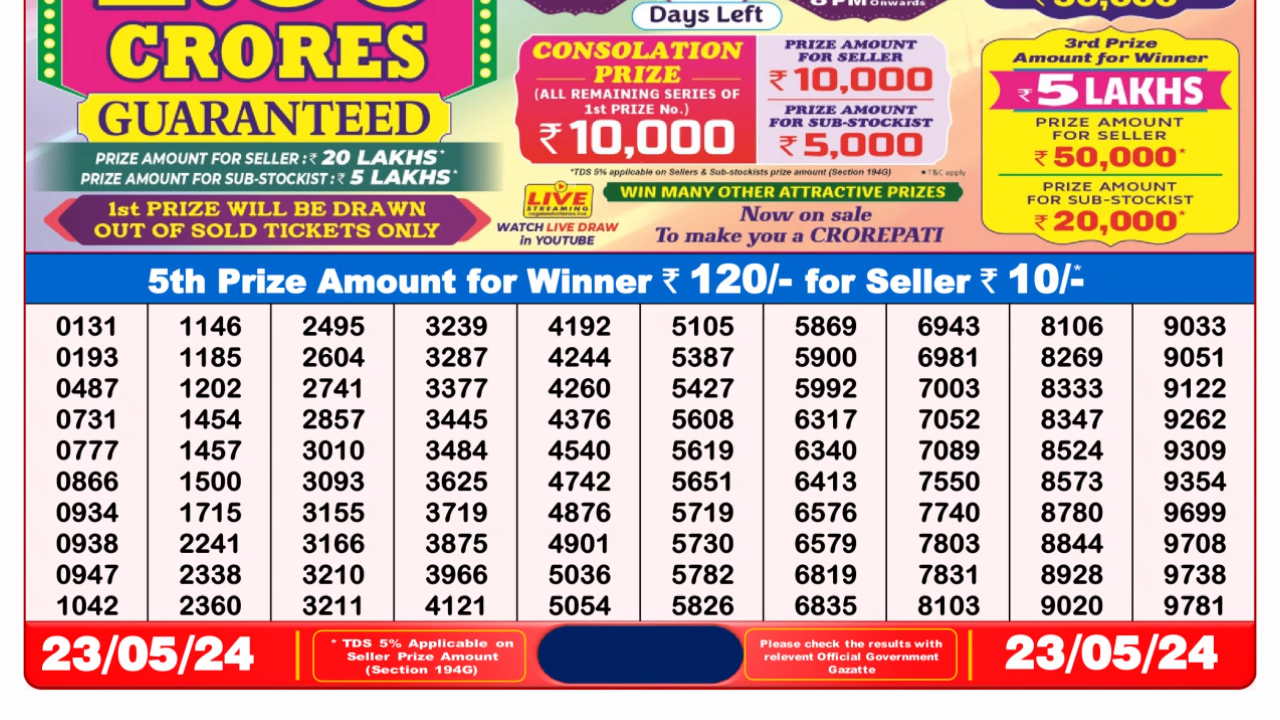 CRORES
GUARANTEED
PRIZE AMOUNT FOR SELLER :₹ 20 LAKHS*
PRIZE AMOUNT FOR SUB-STOCKIST :₹ 5 LAKHS*
1st PRIZE WILL BE DRAWN
OUT OF SOLD TICKETS ONLY
Days Left
8 PM Onwards
CONSOLATION
PRIZE
(ALL REMAINING SERIES OF
1st PRIZE No.)
₹10,000
PRIZE AMOUNT
FOR SELLER
₹10,000
PRIZE AMOUNT
FOR SUB-STOCKIST
₹5,000
*TDS 5% applicable on Sellers & Sub-stockists prize amount (Section 194G)
*T&C apply
LIVE
STREAMING
WATCH LIVE DRAW
in YOUTUBE
WIN MANY OTHER ATTRACTIVE PRIZES
Now on sale
To make you a CROREPATI
3rd Prize
Amount for Winner
₹5 LAKHS
PRIZE AMOUNT
FOR SELLER
₹50,000*
PRIZE AMOUNT
FOR SUB-STOCKIST
₹20,000*
5th Prize Amount for Winner ₹ 120/- for Seller ₹ 10/-*
0131 1146 2495 3239 4192 5105 5869 6943 8106 9033
0193 1185 2604 3287 4244 5387 5900 6981 8269 9051
0487 1202 2741 3377 4260 5427 5992 7003 8333 9122
0731 1454 2857 3445 4376 5608 6317 7052 8347 9262
0777 1457 3010 3484 4540 5619 6340 7089 8524 9309
0866 1500 3093 3625 4742 5651 6413 7550 8573 9354
0934 1715 3155 3719 4876 5719 6576 7740 8780 9699
0938 2241 3166 3875 4901 5730 6579 7803 8844 9708
0947 2338 3210 3966 5036 5782 6819 7831 8928 9738
1042 2360 3211 4121 5054 5826 6835 8103 9020 9781
23/05/24
* TDS 5% Applicable on
Seller Prize Amount
(Section 194G)
Please check the results with
relevent Official Government
Gazatte
23/05/24